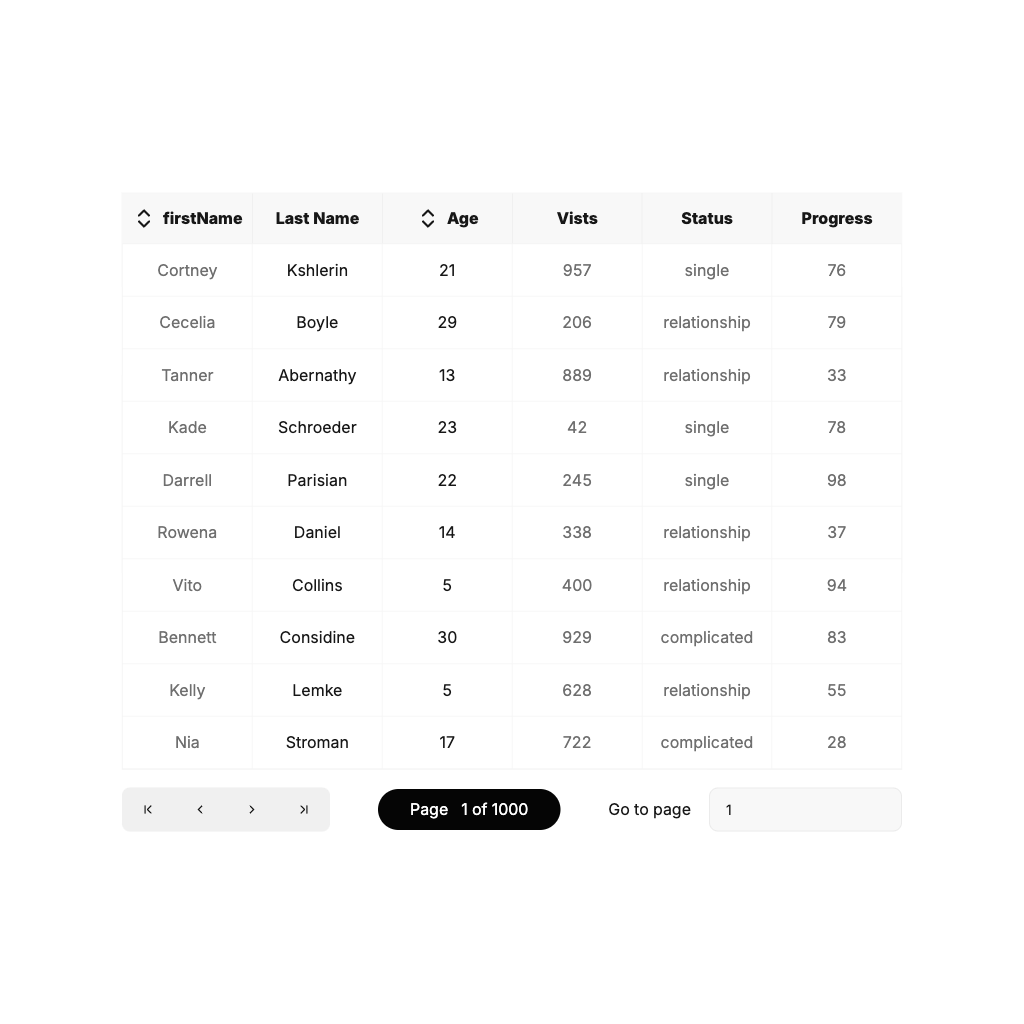 firstName Last Name Age Vists Status Progress
Cortney Kshlerin 21 957 single 76
Cecelia Boyle 29 206 relationship 79
Tanner Abernathy 13 889 relationship 33
Kade Schroeder 23 42 single 78
Darrell Parisian 22 245 single 98
Rowena Daniel 14 338 relationship 37
Vito Collins 5 400 relationship 94
Bennett Considine 30 929 complicated 83
Kelly Lemke 5 628 relationship 55
Nia Stroman 17 722 complicated 28
Page 1 of 1000 Go to page 1